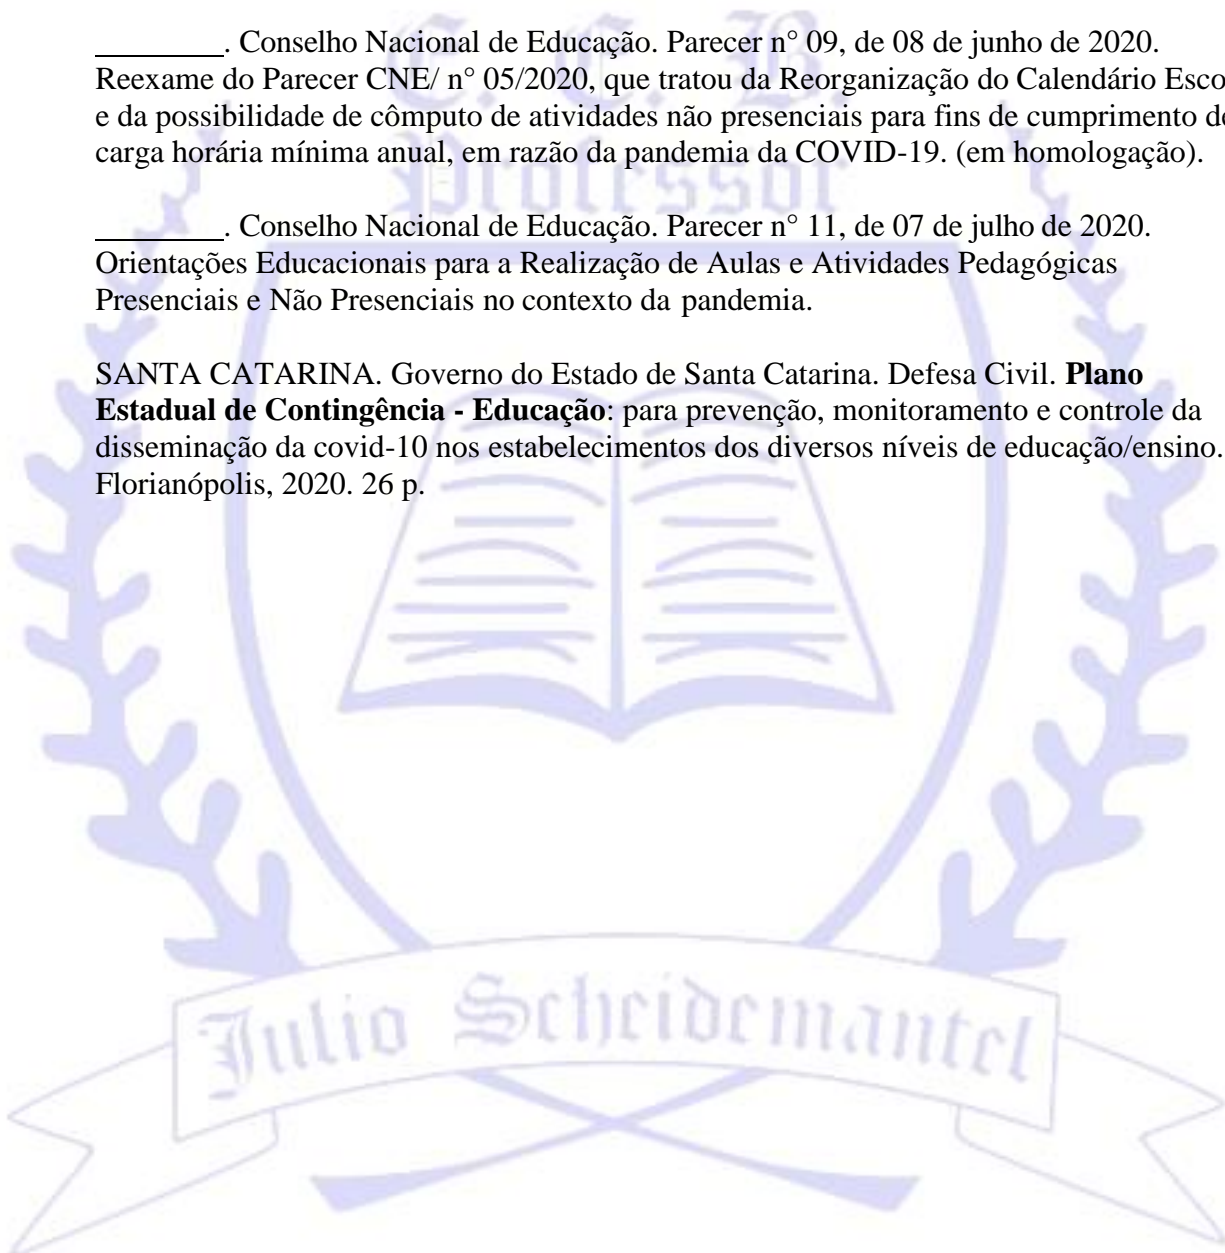 E. C. B.
Professor
________. Conselho Nacional de Educação. Parecer n° 09, de 08 de junho de 2020.
Reexame do Parecer CNE/ n° 05/2020, que tratou da Reorganização do Calendário Esco
e da possibilidade de cômputo de atividades não presenciais para fins de cumprimento d
carga horária mínima anual, em razão da pandemia da COVID-19. (em homologação).
________. Conselho Nacional de Educação. Parecer n° 11, de 07 de julho de 2020.
Orientações Educacionais para a Realização de Aulas e Atividades Pedagógicas
Presenciais e Não Presenciais no contexto da pandemia.
SANTA CATARINA. Governo do Estado de Santa Catarina. Defesa Civil. Plano
Estadual de Contingência - Educação: para prevenção, monitoramento e controle da
disseminação da covid-10 nos estabelecimentos dos diversos níveis de educação/ensino.
Florianópolis, 2020. 26 p.
Julio Scheidemantel